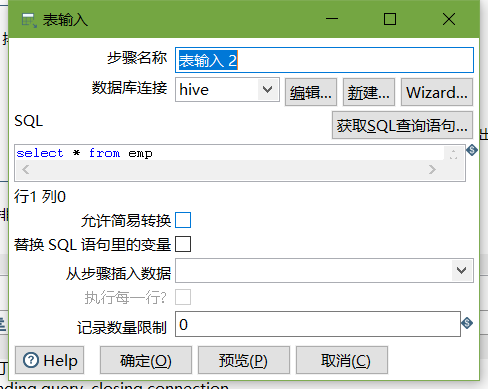 表输入
步骤名称 表输入 2
数据库连接 hive 编辑... 新建... Wizard...
SQL 获取SQL查询语句...
select * from emp
行1 列0
允许简易转换
替换 SQL 语句里的变量
从步骤插入数据
执行每一行?
记录数量限制 0
Help 确定(O) 预览(P) 取消(C)
nding query, closing connection